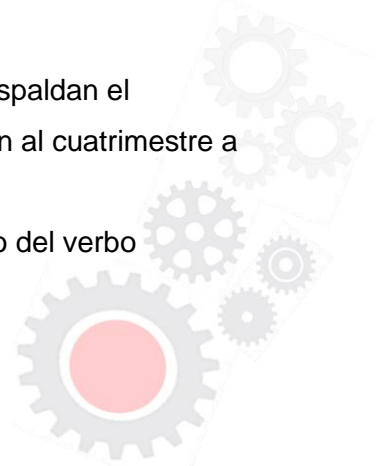 spaldan el
n al cuatrimestre a
o del verbo